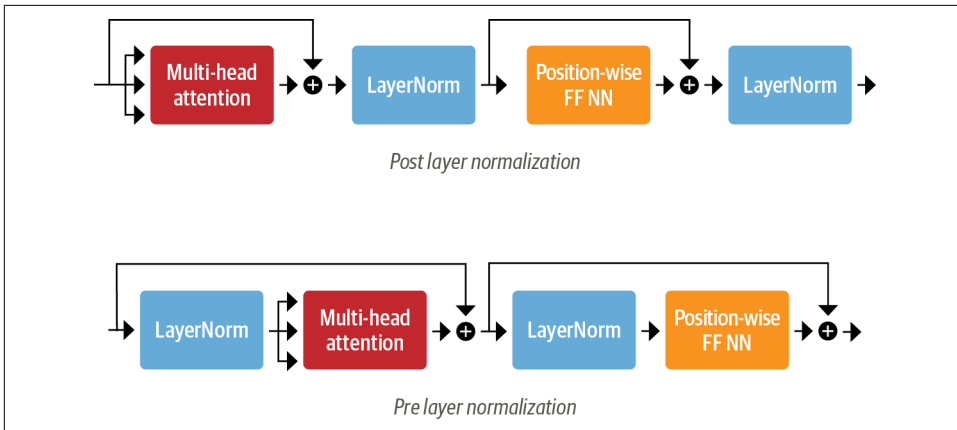 Multi-head
attention
+
LayerNorm
Position-wise
FF NN
+
LayerNorm
Post layer normalization
LayerNorm
Multi-head
attention
+
LayerNorm
Position-wise
FF NN
+
Pre layer normalization